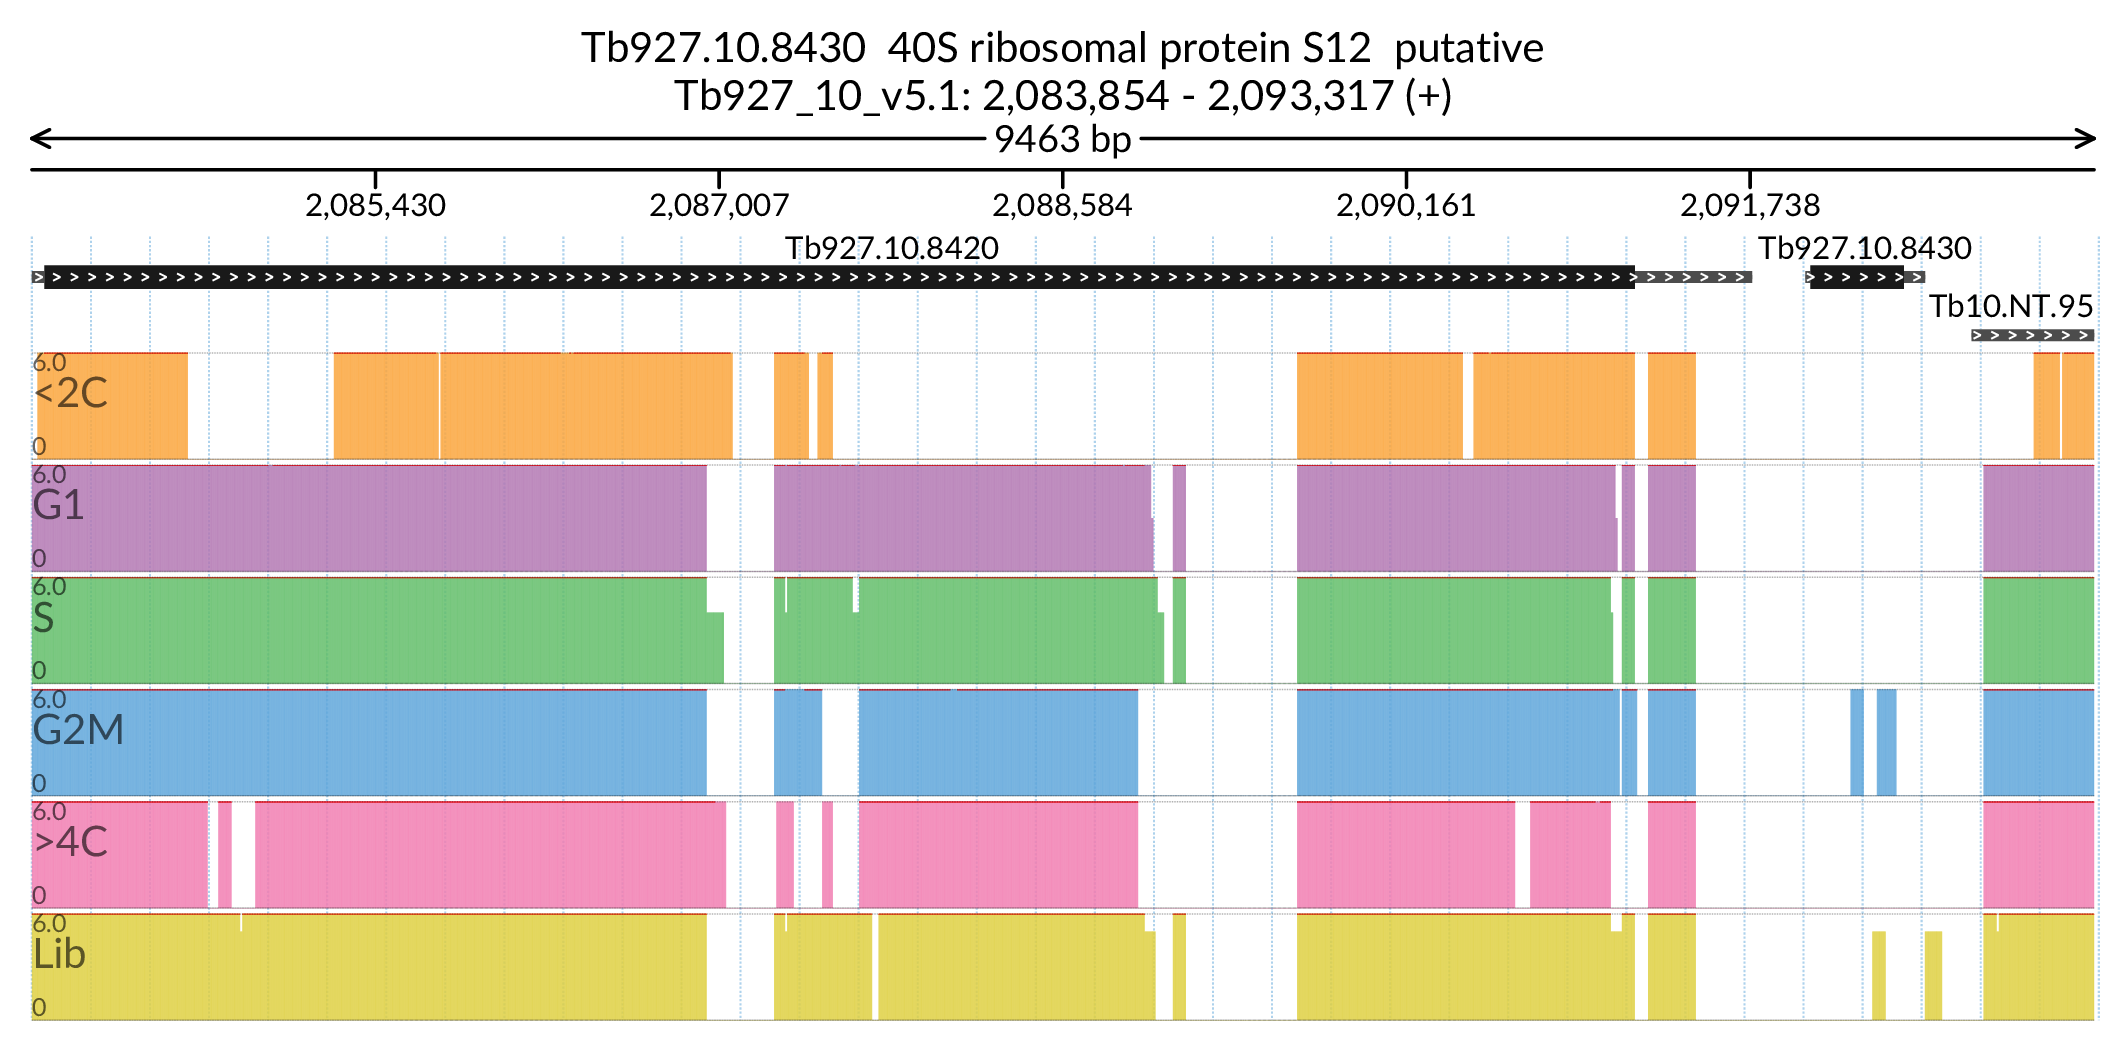 Tb927.10.8430 40S ribosomal protein S12 putative
Tb927_10_v5.1: 2,083,854 - 2,093,317 (+)
9463 bp
2,085,430 2,087,007 2,088,584 2,090,161 2,091,738
Tb927.10.8420 Tb927.10.8430
Tb10.NT.95
6.0
<2C
0
6.0
G1
0
6.0
S
0
6.0
G2M
0
6.0
>4C
0
6.0
Lib
0